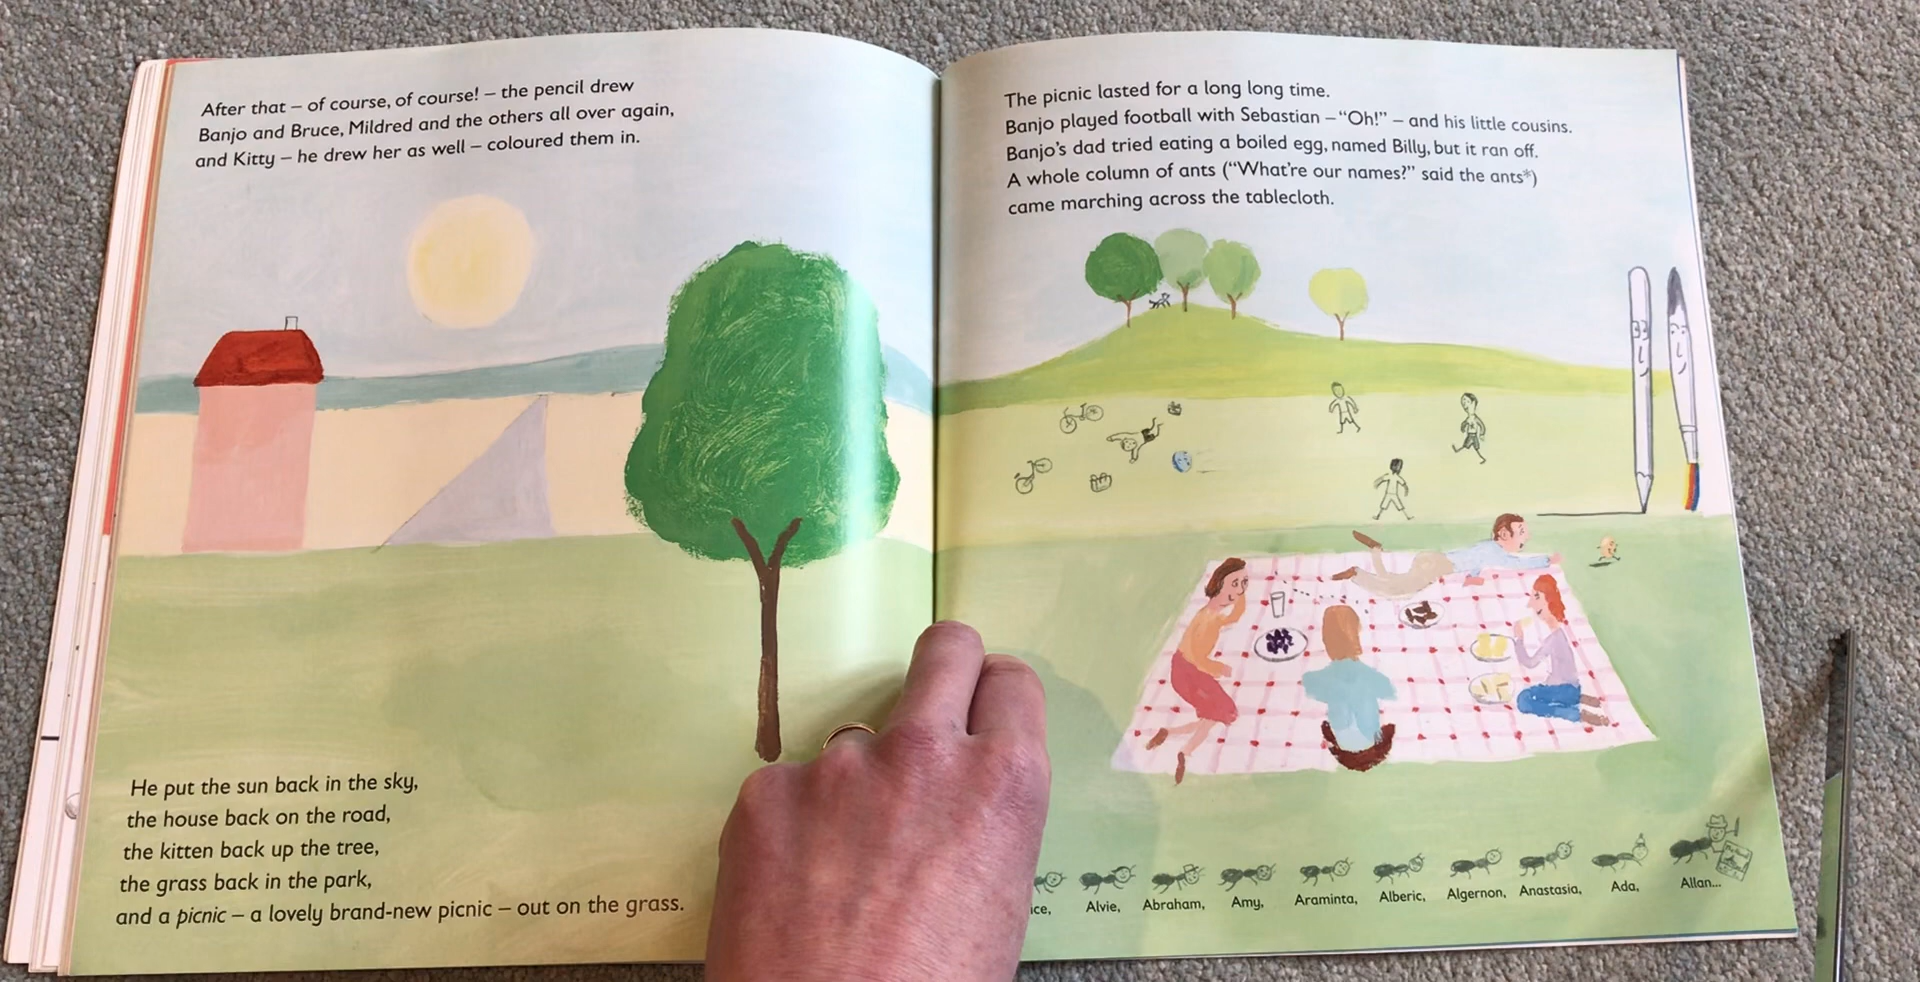 After that – of course, of course! – the pencil drew
Banjo and Bruce, Mildred and the others all over again,
and Kitty – he drew her as well – coloured them in.
He put the sun back in the sky,
the house back on the road,
the kitten back up the tree,
the grass back in the park,
and a picnic – a lovely brand-new picnic – out on the grass.
The picnic lasted for a long long time.
Banjo played football with Sebastian – “Oh!” – and his little cousins.
Banjo’s dad tried eating a boiled egg, named Billy, but it ran off.
A whole column of ants (“What’re our names?” said the ants*)
came marching across the tablecloth.
Alvie, Abraham, Amy, Araminta, Alberic, Algernon, Anastasia, Ada, Allan...